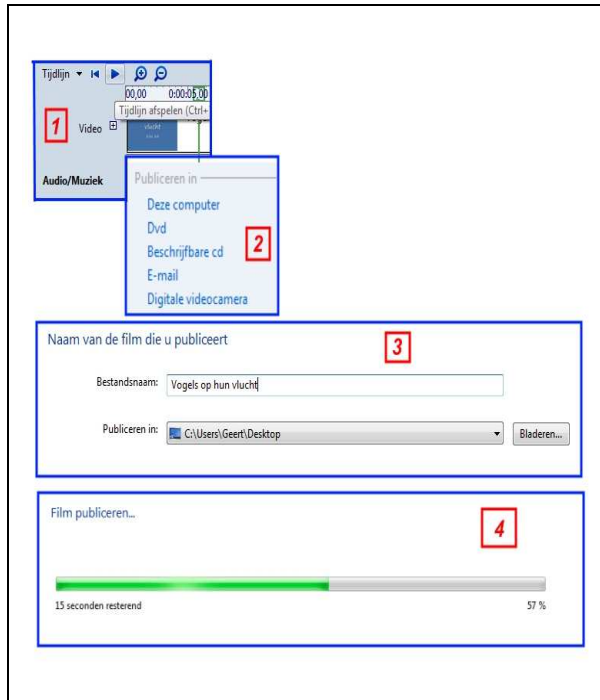 Tijdlijn
00,00 0:00:05,00
Tijdlijn afspelen (Ctrl+
1
Video
vlucht
Audio/Muziek
Publiceren in
Deze computer
Dvd
2
Beschrijfbare cd
E-mail
Digitale videocamera
Naam van de film die u publiceert
3
Bestandsnaam: Vogels op hun vlucht
Publiceren in: C:\Users\Geert\Desktop Bladeren...
Film publiceren...
4
15 seconden resterend 57 %